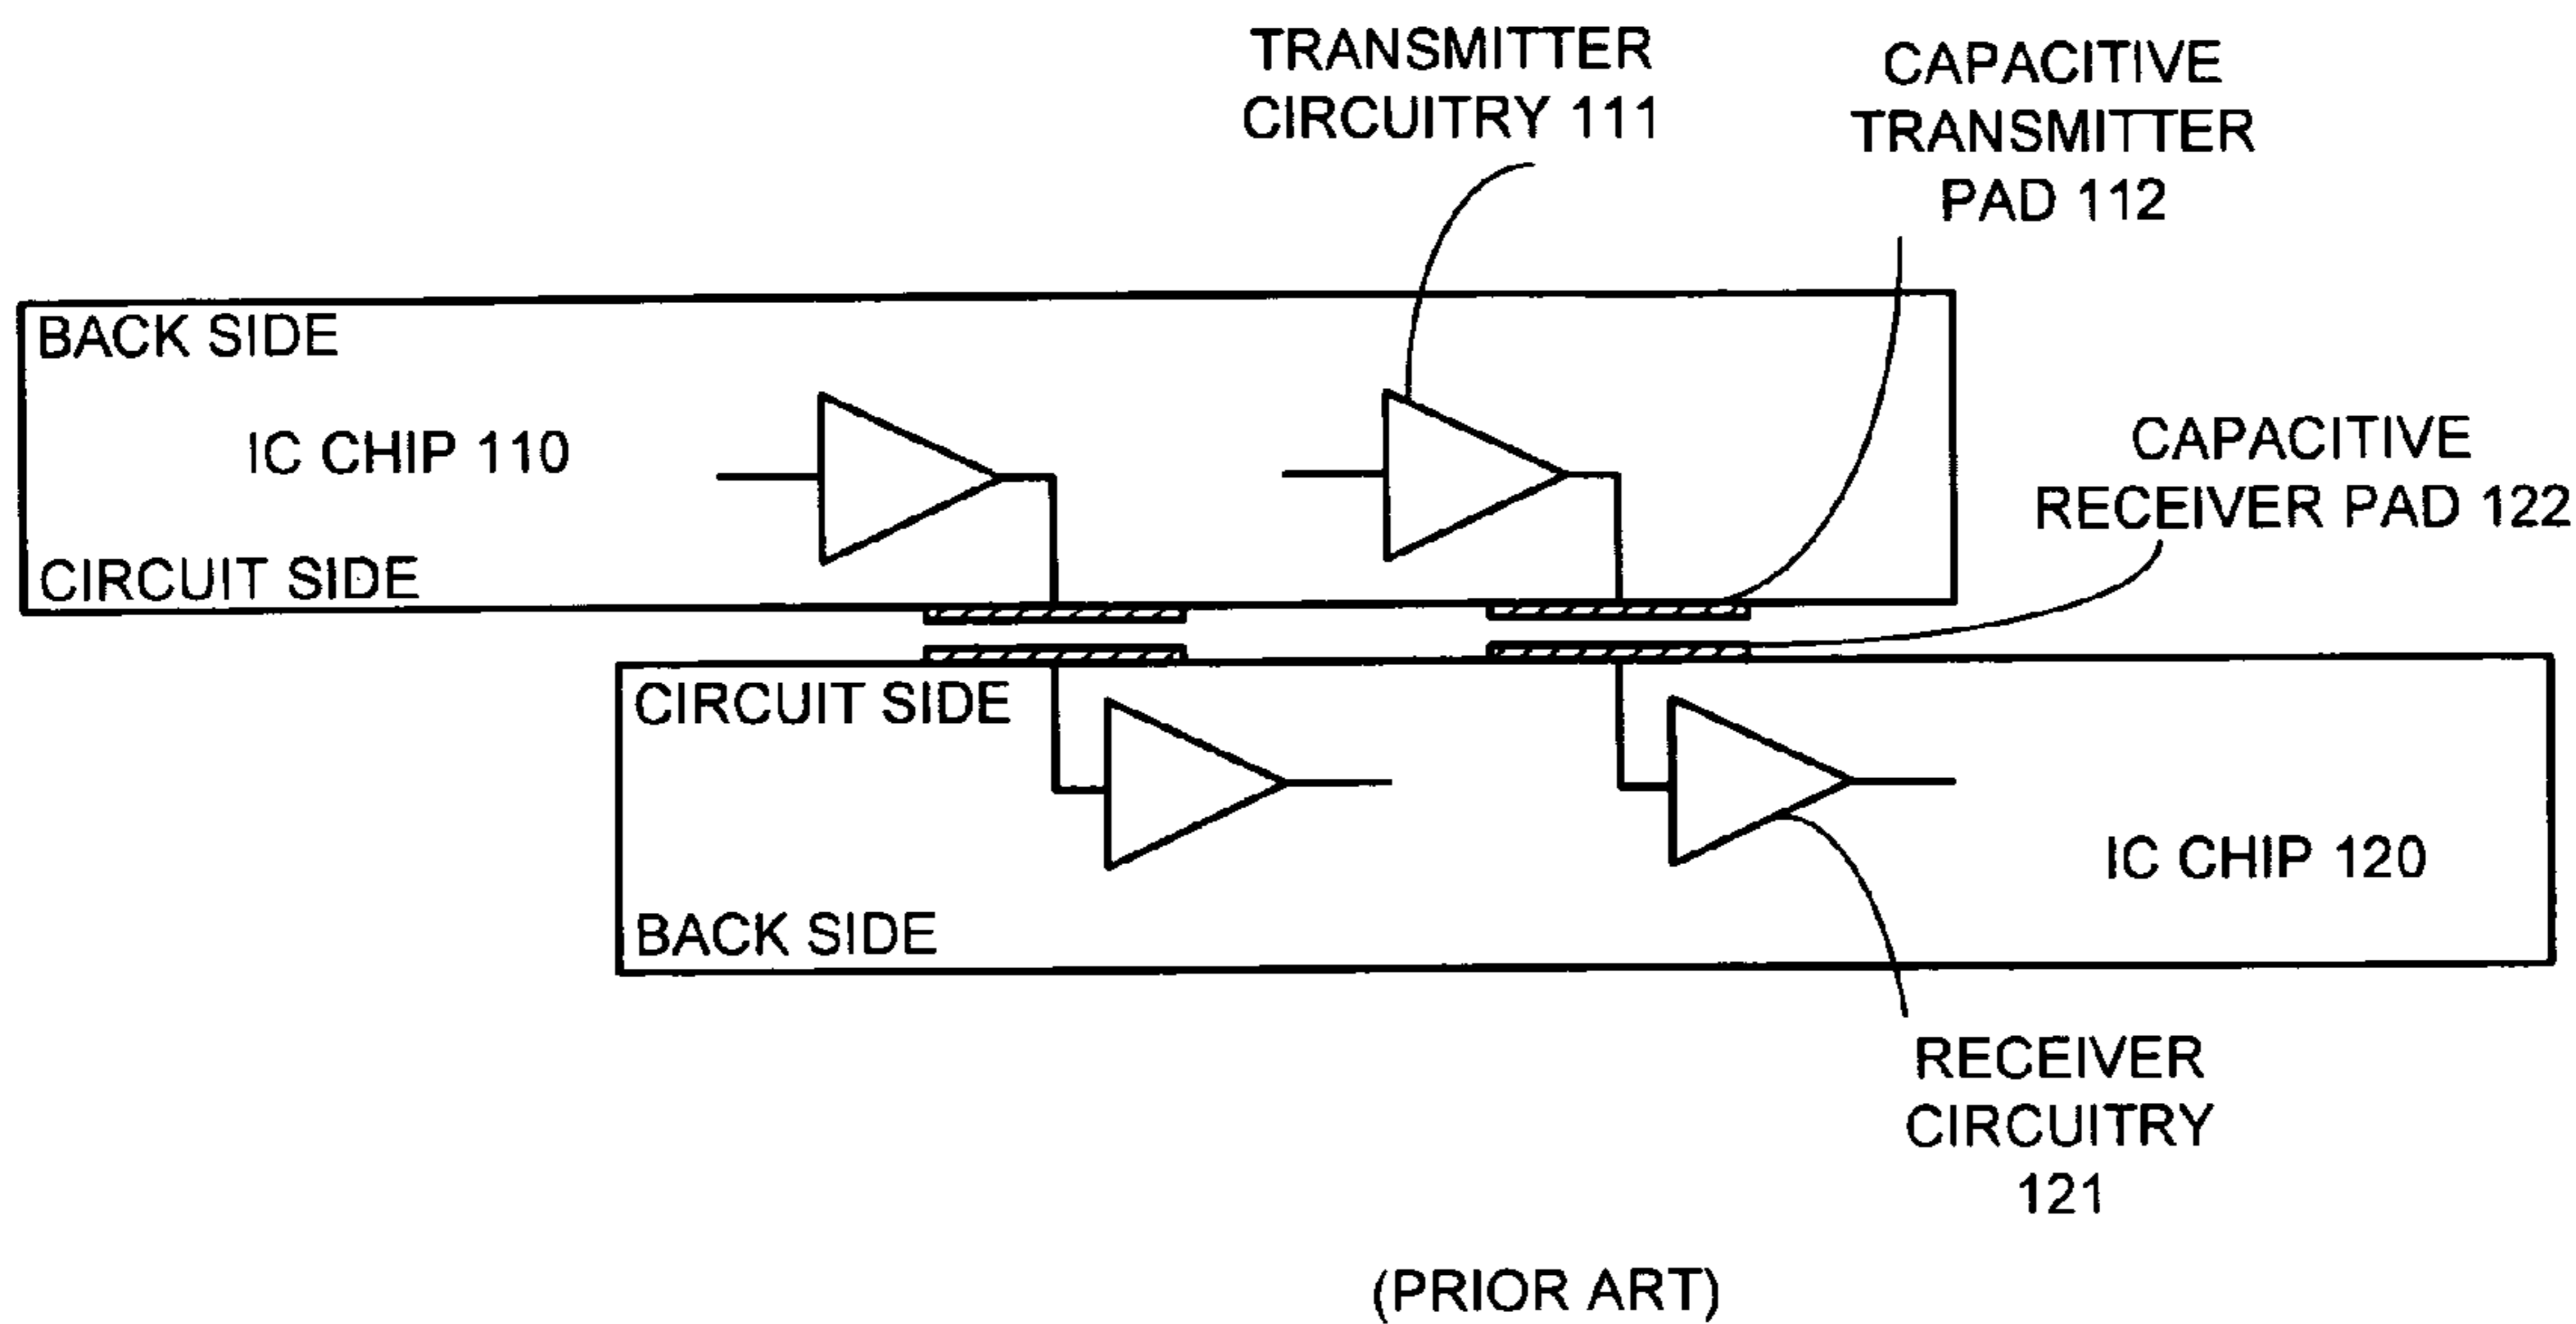 TRANSMITTER
CIRCUITRY 111
CAPACITIVE
TRANSMITTER
PAD 112
BACK SIDE
IC CHIP 110
CIRCUIT SIDE
CAPACITIVE
RECEIVER PAD 122
CIRCUIT SIDE
IC CHIP 120
BACK SIDE
RECEIVER
CIRCUITRY
121
(PRIOR ART)